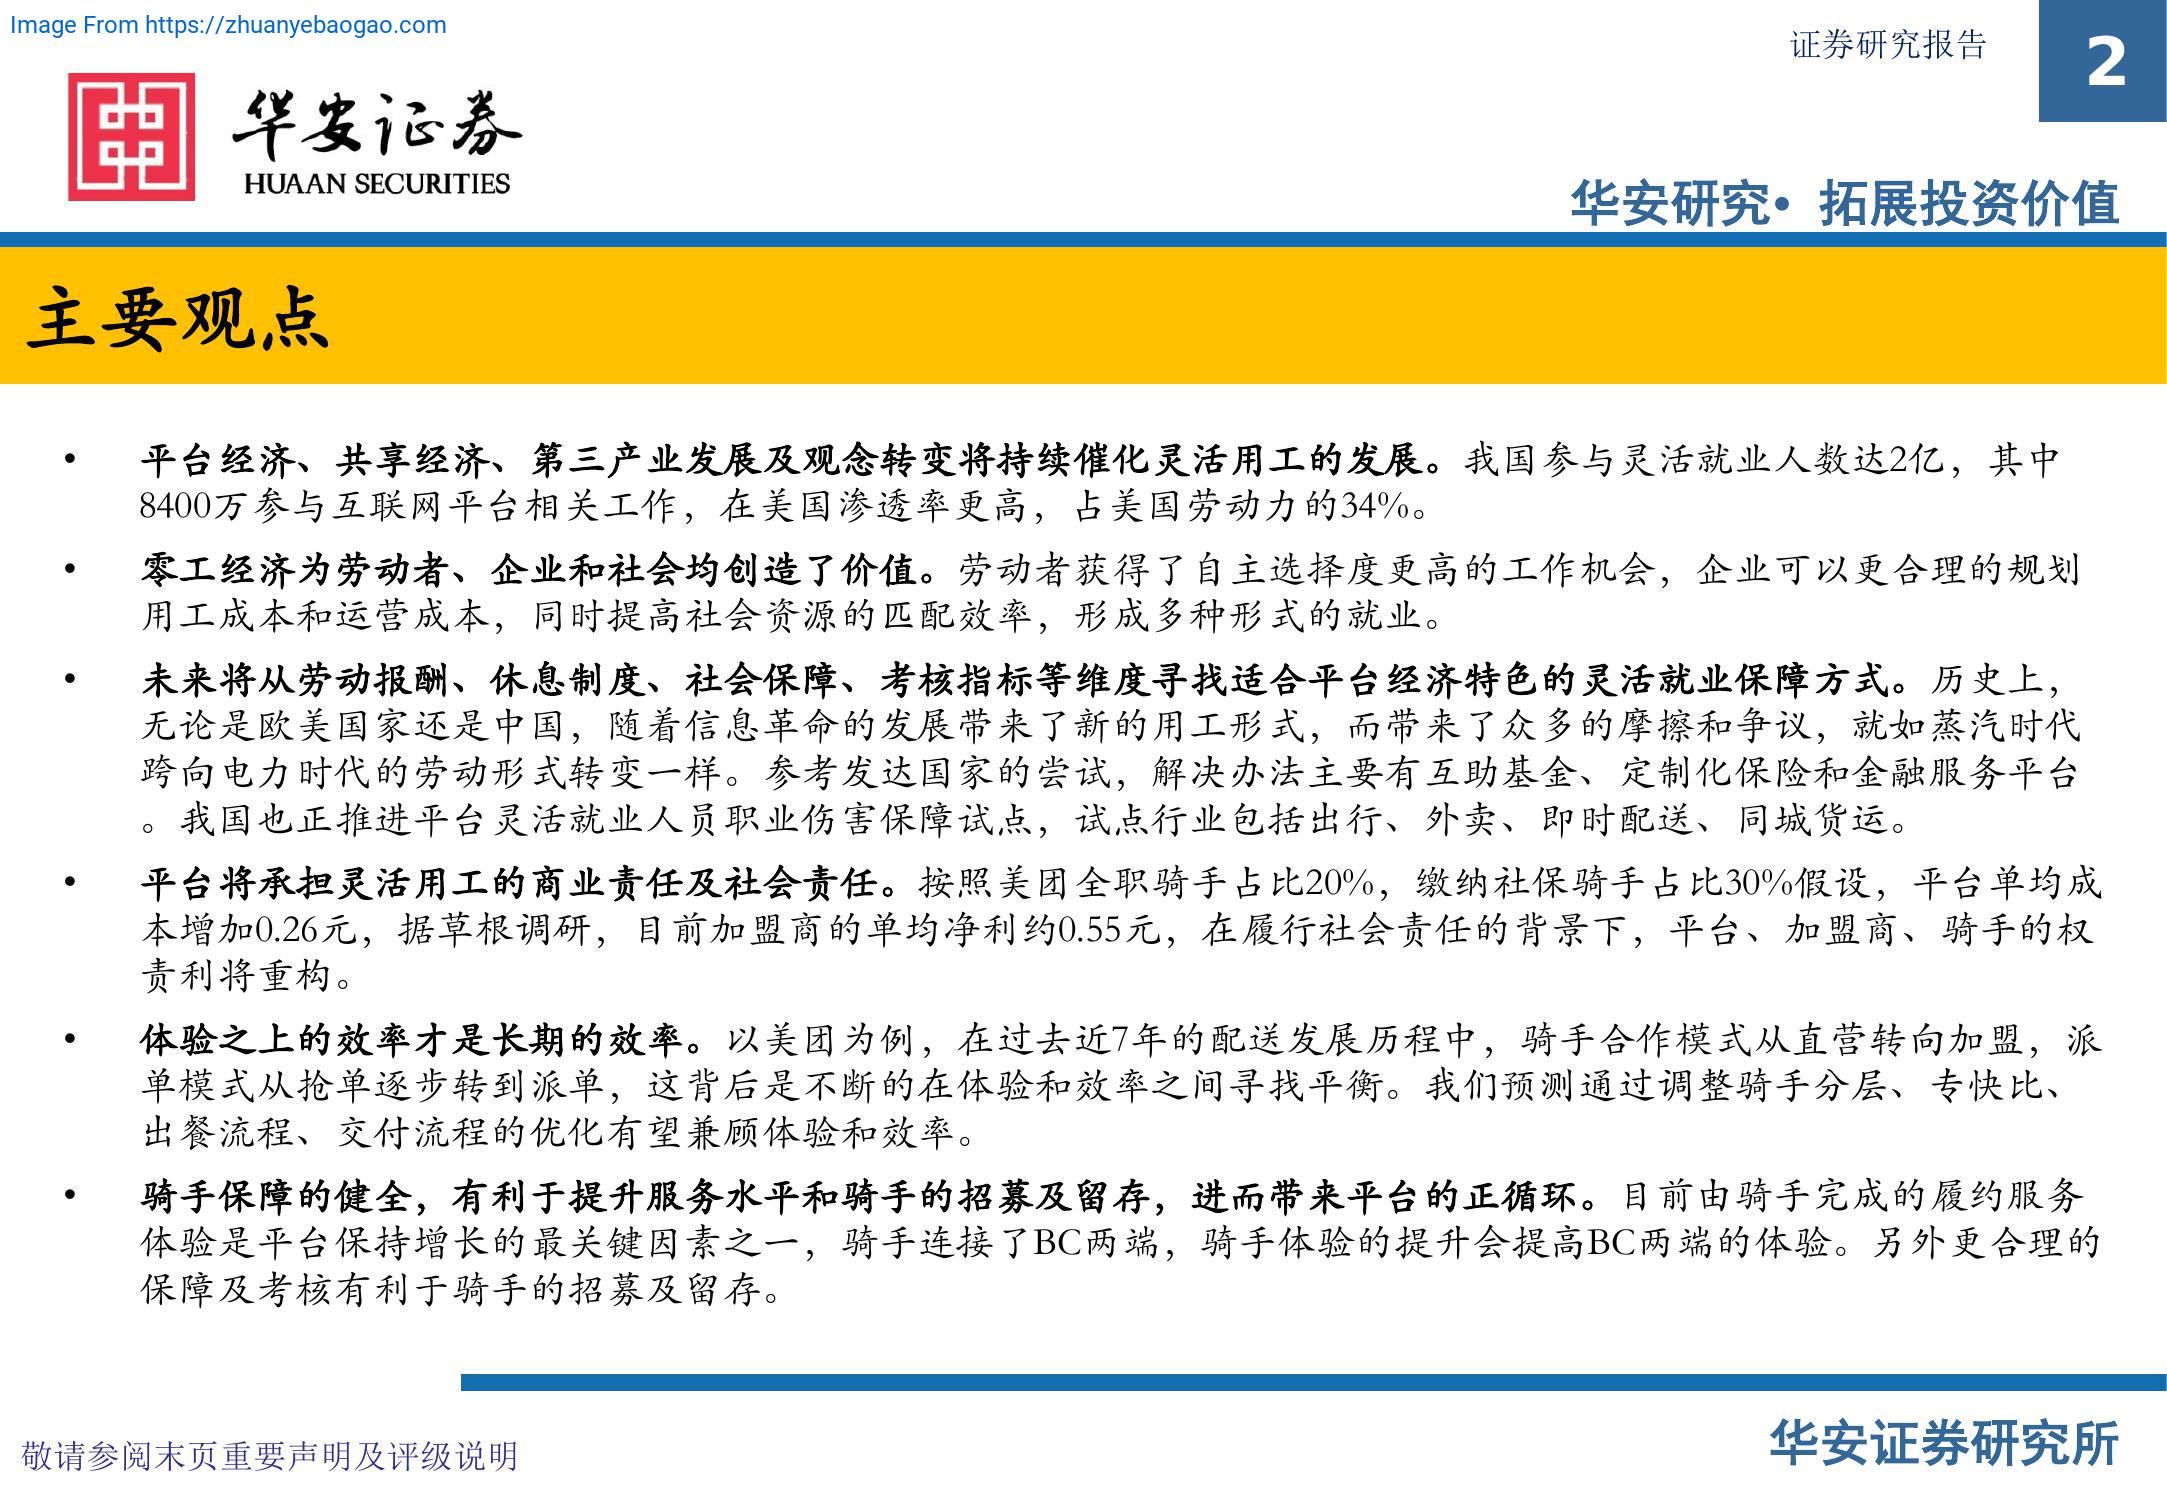 Image From https://zhuanyebaogao.com
证券研究报告
2
华安证券
HUAAN SECURITIES
华安研究• 拓展投资价值
主要观点
• 平台经济、共享经济、第三产业发展及观念转变将持续催化灵活用工的发展。我国参与灵活就业人数达2亿，其中
8400万参与互联网平台相关工作，在美国渗透率更高，占美国劳动力的34%。
• 零工经济为劳动者、企业和社会均创造了价值。劳动者获得了自主选择度更高的工作机会，企业可以更合理的规划
用工成本和运营成本，同时提高社会资源的匹配效率，形成多种形式的就业。
• 未来将从劳动报酬、休息制度、社会保障、考核指标等维度寻找适合平台经济特色的灵活就业保障方式。历史上，
无论是欧美国家还是中国，随着信息革命的发展带来了新的用工形式，而带来了众多的摩擦和争议，就如蒸汽时代
跨向电力时代的劳动形式转变一样。参考发达国家的尝试，解决办法主要有互助基金、定制化保险和金融服务平台
。我国也正推进平台灵活就业人员职业伤害保障试点，试点行业包括出行、外卖、即时配送、同城货运。
• 平台将承担灵活用工的商业责任及社会责任。按照美团全职骑手占比20%，缴纳社保骑手占比30%假设，平台单均成
本增加0.26元，据草根调研，目前加盟商的单均净利约0.55元，在履行社会责任的背景下，平台、加盟商、骑手的权
责利将重构。
• 体验之上的效率才是长期的效率。以美团为例，在过去近7年的配送发展历程中，骑手合作模式从直营转向加盟，派
单模式从抢单逐步转到派单，这背后是不断的在体验和效率之间寻找平衡。我们预测通过调整骑手分层、专快比、
出餐流程、交付流程的优化有望兼顾体验和效率。
• 骑手保障的健全，有利于提升服务水平和骑手的招募及留存，进而带来平台的正循环。目前由骑手完成的履约服务
体验是平台保持增长的最关键因素之一，骑手连接了BC两端，骑手体验的提升会提高BC两端的体验。另外更合理的
保障及考核有利于骑手的招募及留存。
敬请参阅末页重要声明及评级说明
华安证券研究所